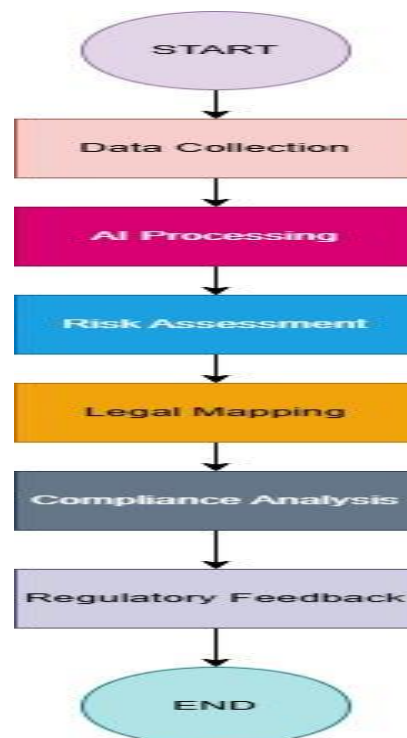 START
Data Collection
AI Processing
Risk Assessment
Legal Mapping
Compliance Analysis
Regulatory Feedback
END